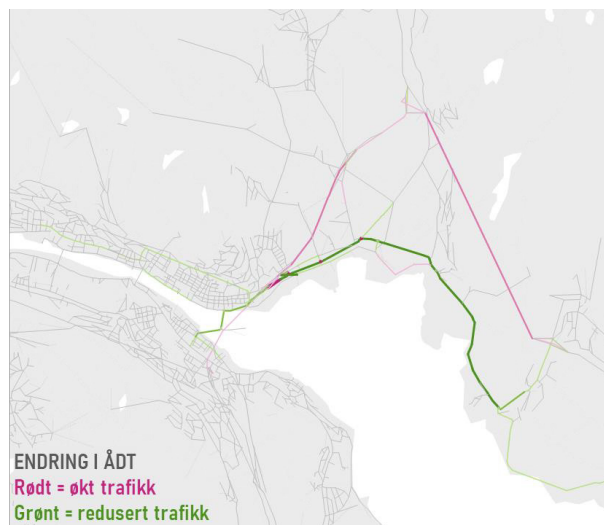 ENDRING I ÅDT
Rødt = økt trafikk
Grønt = redusert trafikk